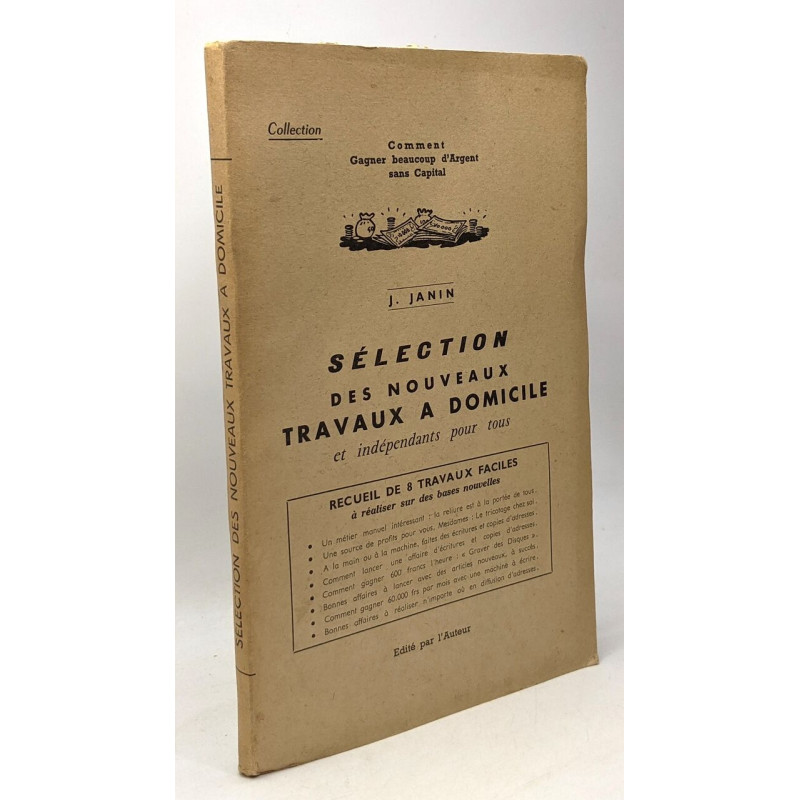 Collection
Comment
Gagner beaucoup d'Argent
sans Capital
J. JANIN
SÉLECTION
DES NOUVEAUX
TRAVAUX A DOMICILE
et indépendants pour tous
RECUEIL DE 8 TRAVAUX FACILES
à réaliser sur des bases nouvelles
• Un métier manuel intéressant : la reliure est à la portée de tous.
• Une source de profits pour vous, Mesdames : Le tricotage chez soi.
• A la main ou à la machine, faites des écritures et copies d'adresses.
• Comment lancer une affaire d'écritures et copies d'adresses.
• Comment gagner 600 francs l'heure : « Graver des Disques ».
• Bonnes affaires à lancer avec des articles nouveaux, à succès.
• Comment gagner 60.000 frs par mois avec une machine à écrire.
• Bonnes affaires à réaliser n'importe où en diffusion d'adresses.
Edité par l'Auteur
SÉLECTION DES NOUVEAUX TRAVAUX A DOMICILE